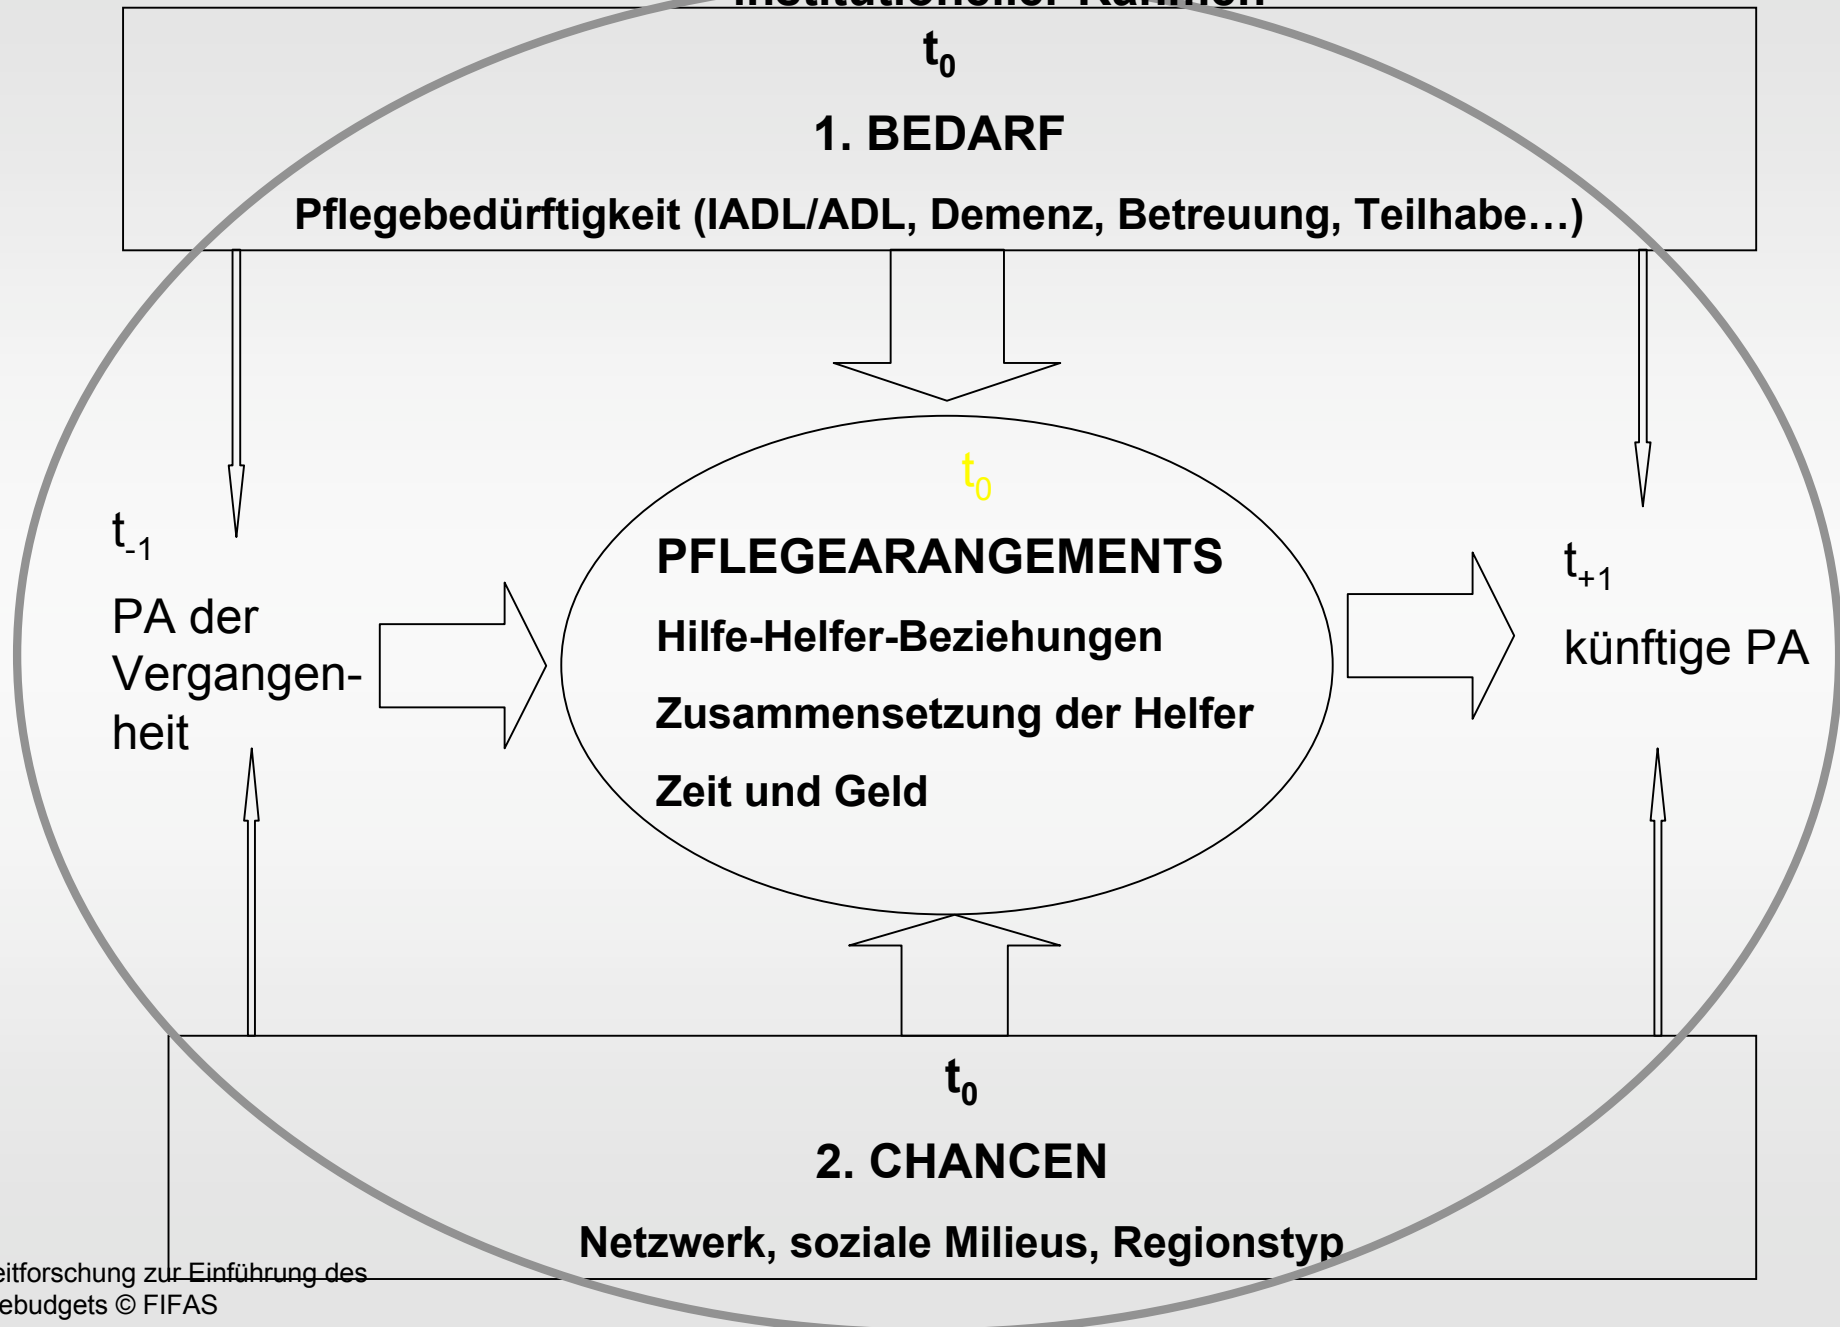 t0
1. BEDARF
Pflegebedürftigkeit (IADL/ADL, Demenz, Betreuung, Teilhabe…)
t-1
PA der
Vergangen-
heit
t0
PFLEGEARANGEMENTS
Hilfe-Helfer-Beziehungen
Zusammensetzung der Helfer
Zeit und Geld
t+1
künftige PA
t0
2. CHANCEN
Netzwerk, soziale Milieus, Regionstyp
eitforschung zur Einführung des
ebudgets © FIFAS